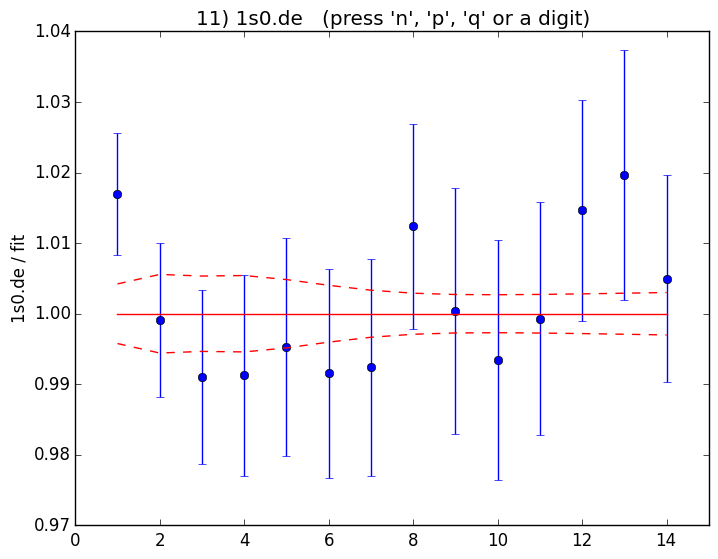 11) 1s0.de   (press 'n', 'p', 'q' or a digit)
1.04
1.03
1.02
1.01
1.00
0.99
0.98
0.97
1s0.de / fit
0 2 4 6 8 10 12 14